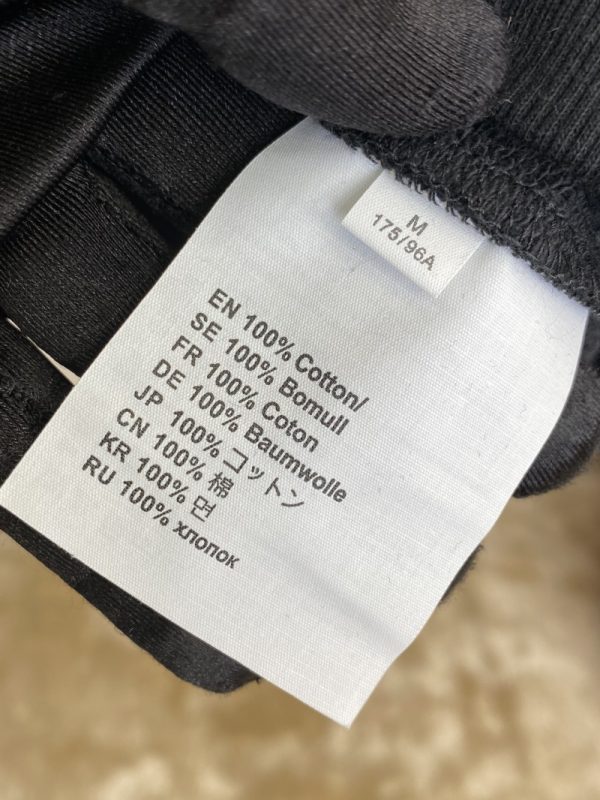 M
175/96A
EN 100% Cotton/
SE 100% Bomull
FR 100% Coton
DE 100% Baumwolle
JP 100% コットン
CN 100% 棉
KR 100% 면
RU 100% хлопок